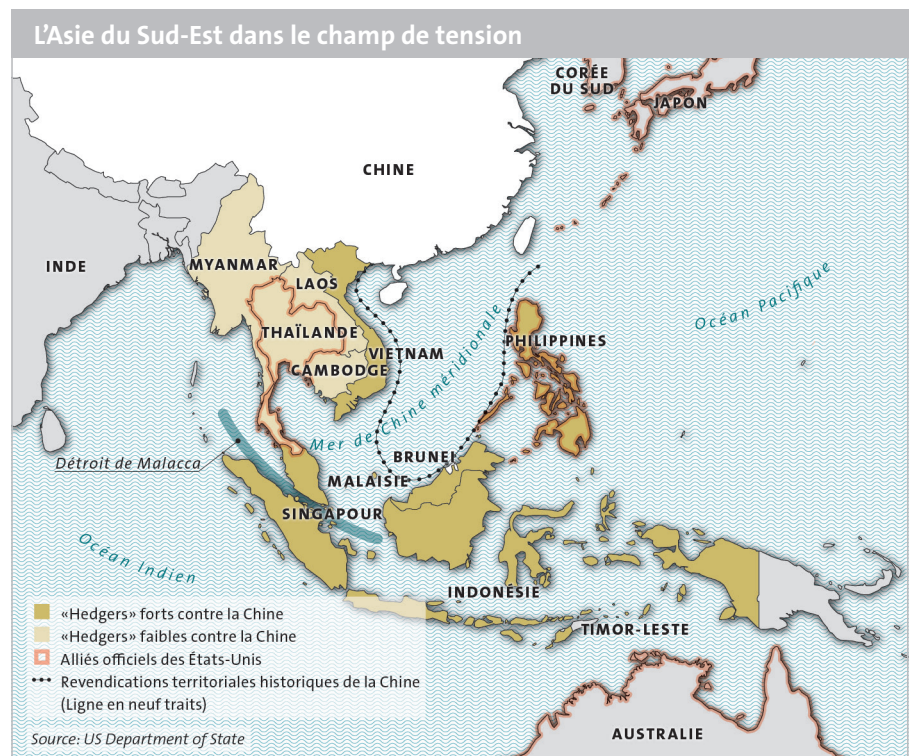 L’Asie du Sud-Est dans le champ de tension
CORÉE
DU SUD
JAPON
CHINE
INDE
MYANMAR
LAOS
Océan Pacifique
THAÏLANDE
VIETNAM
PHILIPPINES
CAMBODGE
Mer de Chine méridionale
Détroit de Malacca
BRUNEI
MALAISIE
SINGAPOUR
Océan Indien
INDONÉSIE
TIMOR-LESTE
AUSTRALIE
«Hedgers» forts contre la Chine
«Hedgers» faibles contre la Chine
Alliés officiels des États-Unis
Revendications territoriales historiques de la Chine
(Ligne en neuf traits)
Source: US Department of State